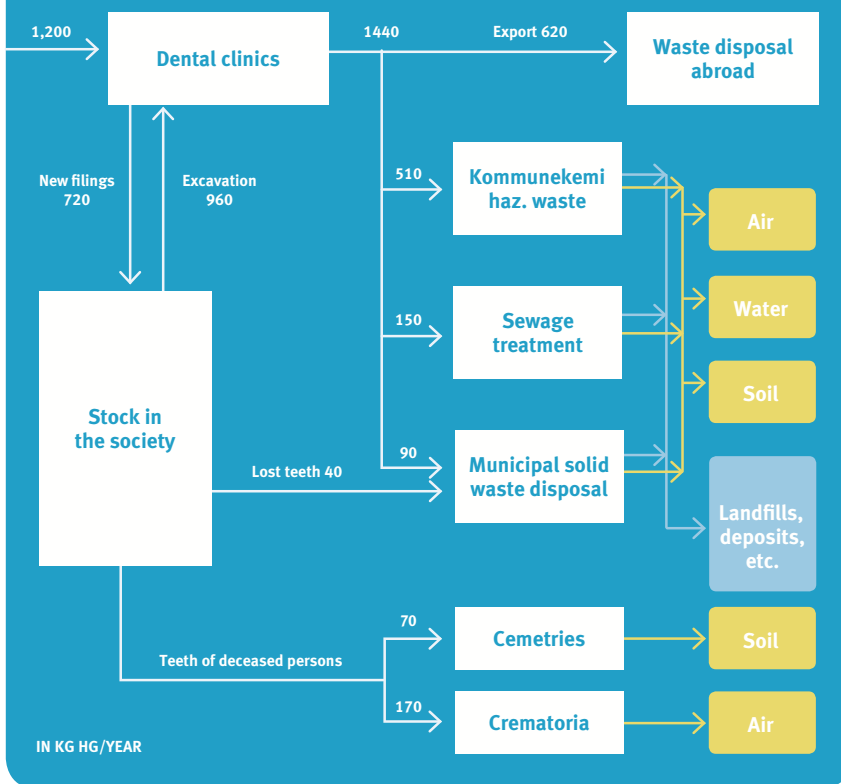 1,200
Dental clinics
1440
Export 620
Waste disposal
abroad
New filings
720
Excavation
960
510
Kommunekemi
haz. waste
Air
150
Sewage
treatment
Water
Soil
Stock in
the society
Lost teeth 40
90
Municipal solid
waste disposal
Landfills,
deposits,
etc.
Teeth of deceased persons
70
Cemetries
Soil
170
Crematoria
Air
IN KG HG/YEAR